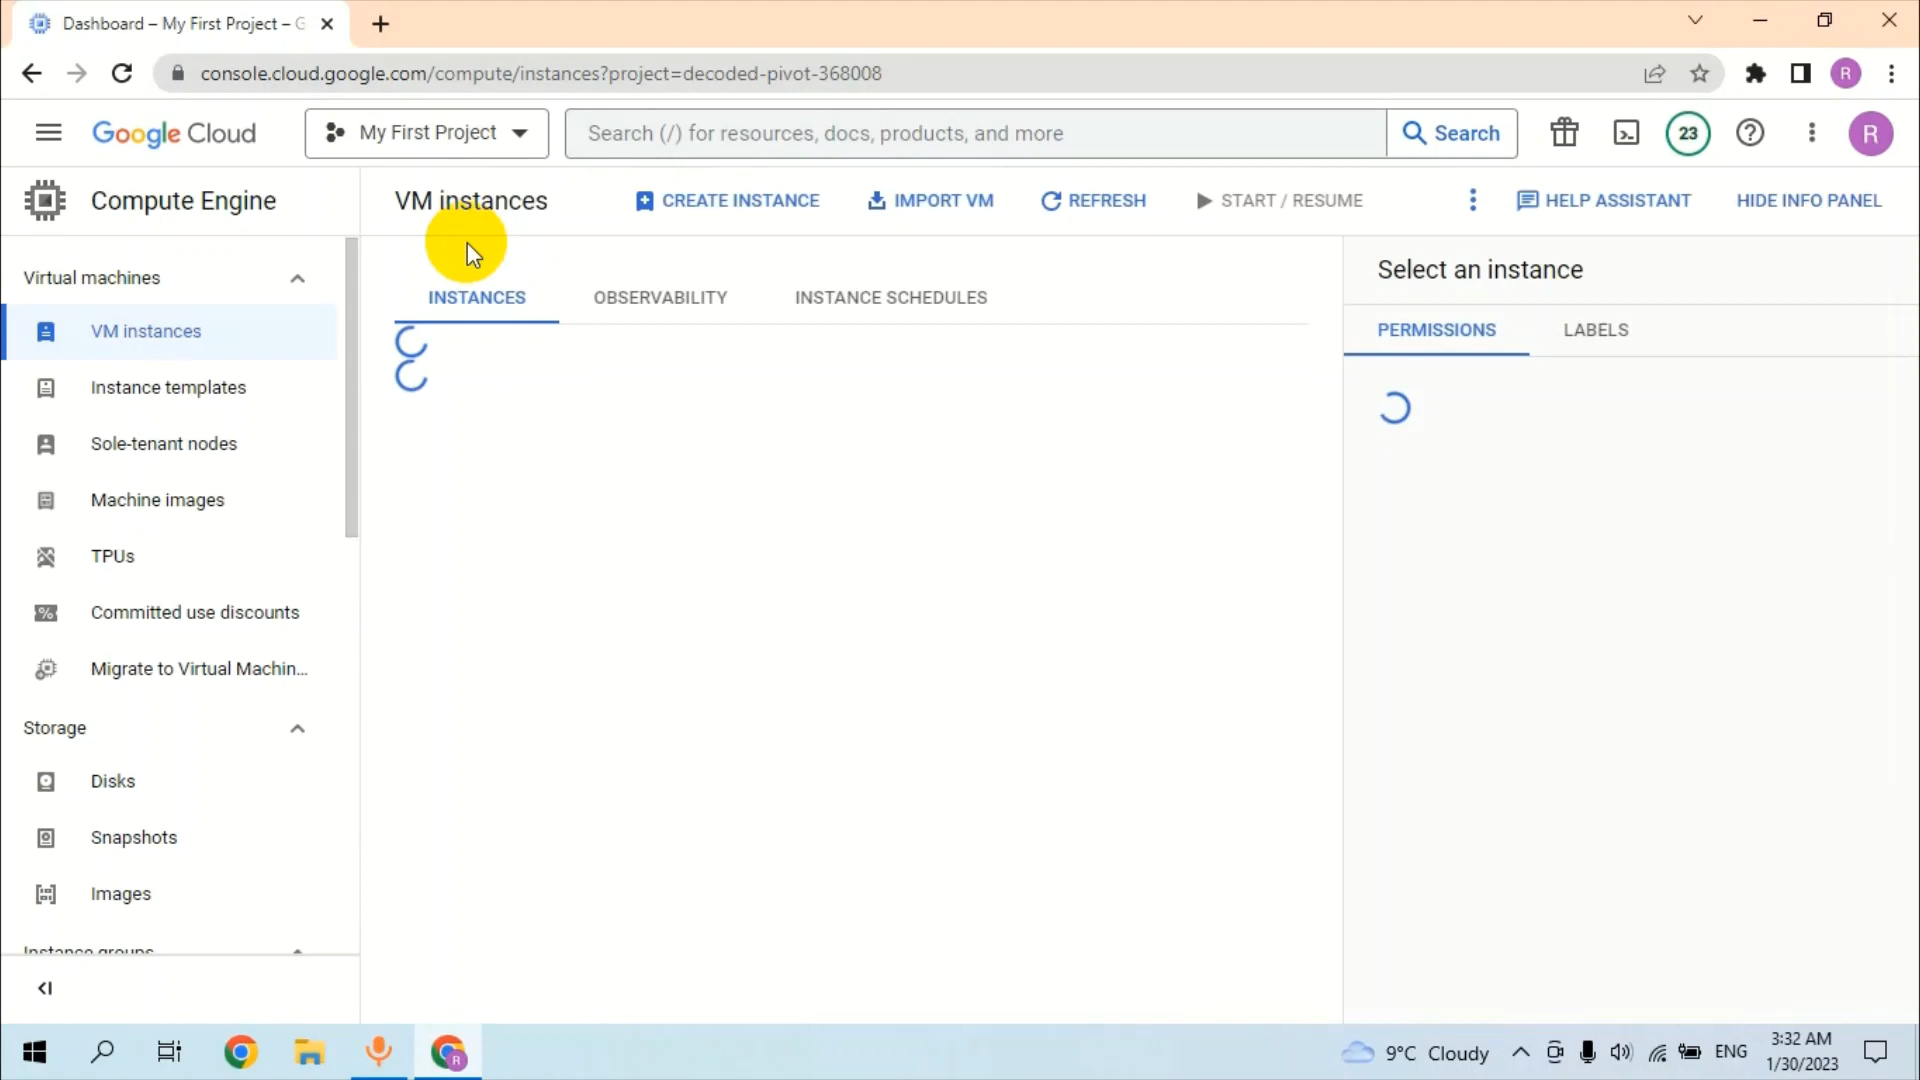 Dashboard – My First Project – G
console.cloud.google.com/compute/instances?project=decoded-pivot-368008
R
Google Cloud
My First Project
Search (/) for resources, docs, products, and more
Search
23
R
Compute Engine
VM instances
CREATE INSTANCE
IMPORT VM
REFRESH
START / RESUME
HELP ASSISTANT
HIDE INFO PANEL
Virtual machines
VM instances
Instance templates
Sole-tenant nodes
Machine images
TPUs
Committed use discounts
Migrate to Virtual Machin...
Storage
Disks
Snapshots
Images
Instance groups
INSTANCES
OBSERVABILITY
INSTANCE SCHEDULES
Select an instance
PERMISSIONS
LABELS
R
9°C Cloudy
ENG
3:32 AM
1/30/2023